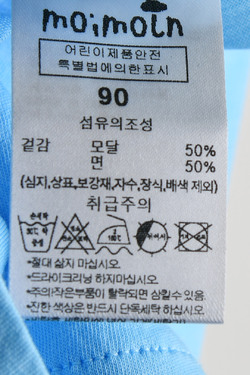 moimoln
어린이제품안전
특별법에의한표시
90
섬유의조성
겉감 모달 50%
면 50%
(심지,상표,보강재,자수,장식,배색 제외)
취급주의
손세탁
•절대 삶지 마십시오.
•드라이크리닝 하지마십시오.
•주의!작은부품이 탈락되면 삼킬수 있음.
•진한 색상은 반드시 단독세탁 하십시오.